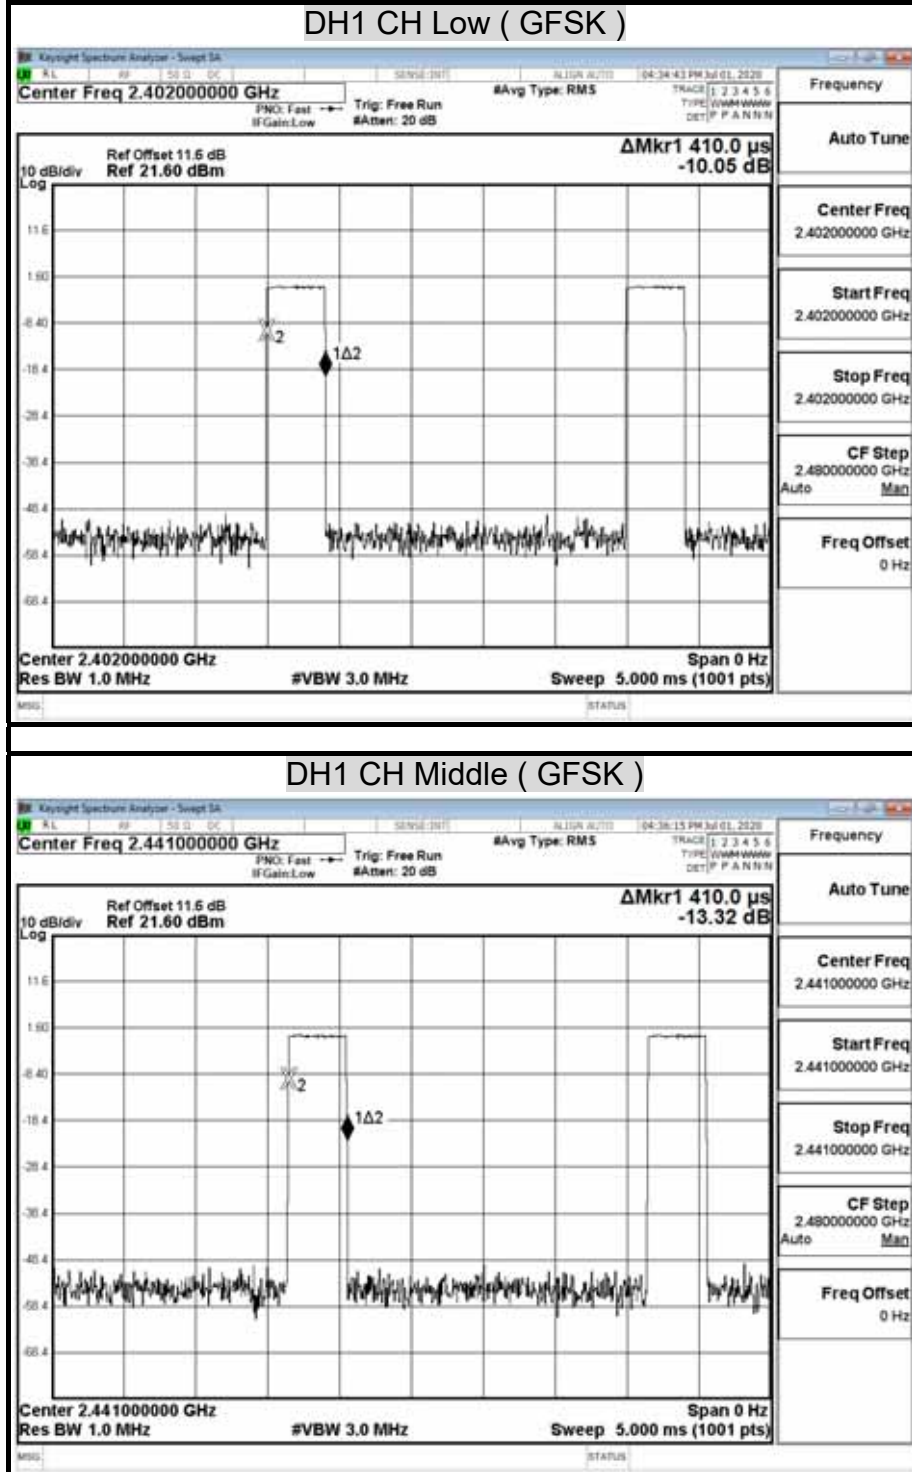 DH1 CH Low ( GFSK )
Keysight Spectrum Analyzer - Swept SA
RL RF 50 Ω DC SENSE:INT ALIGN AUTO 04:34:43 PM Jul 01, 2020
Center Freq 2.402000000 GHz
PNO: Fast
IFGain:Low
Trig: Free Run
#Atten: 20 dB
#Avg Type: RMS
TRACE 1 2 3 4 5 6
TYPE
DET P P A N N N
Ref Offset 11.6 dB
10 dB/div Ref 21.60 dBm
Log
ΔMkr1 410.0 µs
-10.05 dB
11.6
1.60
-8.40
-18.4
-28.4
-38.4
-48.4
-58.4
-68.4
2
1Δ2
Center 2.402000000 GHz Span 0 Hz
Res BW 1.0 MHz #VBW 3.0 MHz Sweep 5.000 ms (1001 pts)
MSG STATUS
Frequency
Auto Tune
Center Freq
2.402000000 GHz
Start Freq
2.402000000 GHz
Stop Freq
2.402000000 GHz
CF Step
2.480000000 GHz
Auto Man
Freq Offset
0 Hz
DH1 CH Middle ( GFSK )
Keysight Spectrum Analyzer - Swept SA
RL RF 50 Ω DC SENSE:INT ALIGN AUTO 04:36:15 PM Jul 01, 2020
Center Freq 2.441000000 GHz
PNO: Fast
IFGain:Low
Trig: Free Run
#Atten: 20 dB
#Avg Type: RMS
TRACE 1 2 3 4 5 6
TYPE
DET P P A N N N
Ref Offset 11.6 dB
10 dB/div Ref 21.60 dBm
Log
ΔMkr1 410.0 µs
-13.32 dB
11.6
1.60
-8.40
-18.4
-28.4
-38.4
-48.4
-58.4
-68.4
2
1Δ2
Center 2.441000000 GHz Span 0 Hz
Res BW 1.0 MHz #VBW 3.0 MHz Sweep 5.000 ms (1001 pts)
MSG STATUS
Frequency
Auto Tune
Center Freq
2.441000000 GHz
Start Freq
2.441000000 GHz
Stop Freq
2.441000000 GHz
CF Step
2.480000000 GHz
Auto Man
Freq Offset
0 Hz